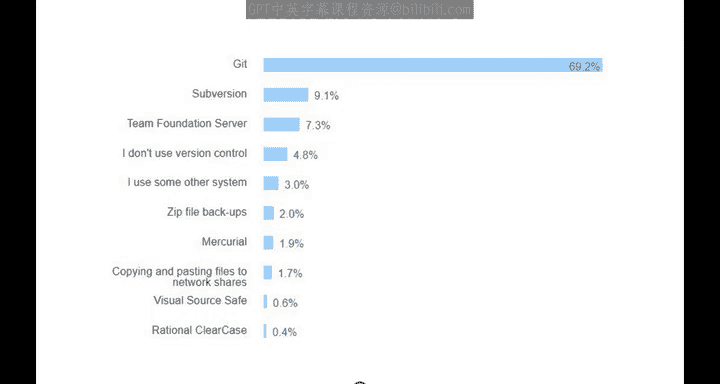 GPT中英字幕课程资源@bilibili.com
Git
69.2%
Subversion
9.1%
Team Foundation Server
7.3%
I don't use version control
4.8%
I use some other system
3.0%
Zip file back-ups
2.0%
Mercurial
1.9%
Copying and pasting files to
network shares
1.7%
Visual Source Safe
0.6%
Rational ClearCase
0.4%